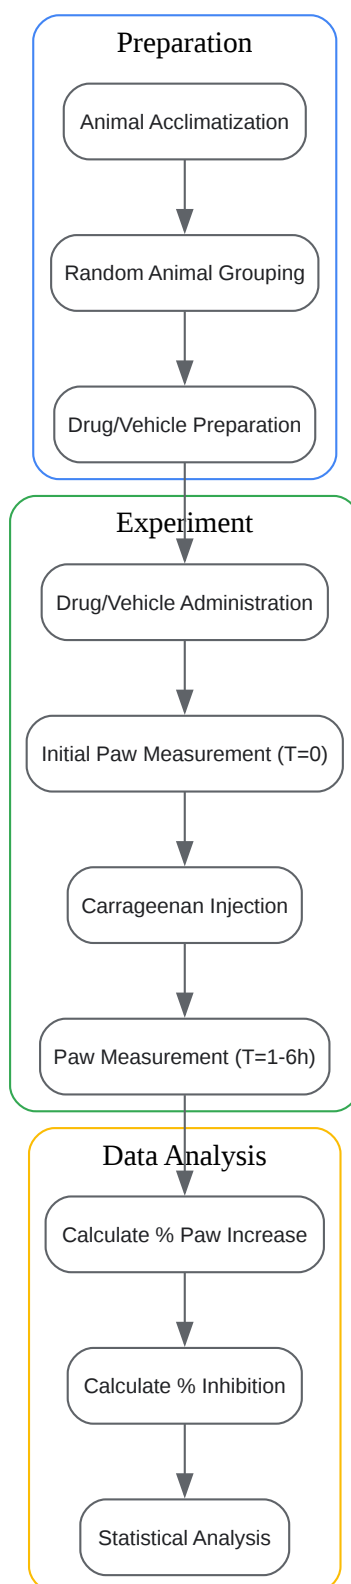 Preparation
Animal Acclimatization
Random Animal Grouping
Drug/Vehicle Preparation
Experiment
Drug/Vehicle Administration
Initial Paw Measurement (T=0)
Carrageenan Injection
Paw Measurement (T=1-6h)
Data Analysis
Calculate % Paw Increase
Calculate % Inhibition
Statistical Analysis